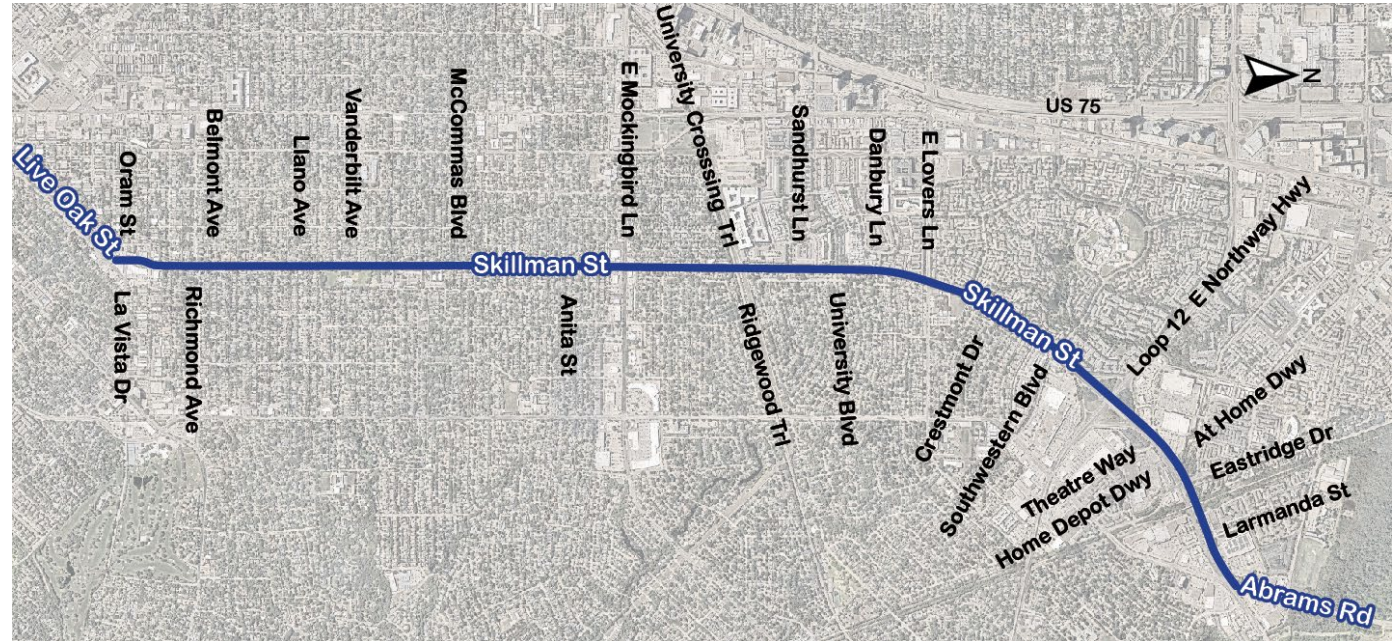 Live Oak St
Oram St
La Vista Dr
Belmont Ave
Richmond Ave
Llano Ave
Vanderbilt Ave
McCommas Blvd
Skillman St
Anita St
E Mockingbird Ln
University Crosssing Trl
Ridgewood Trl
Sandhurst Ln
University Blvd
Danbury Ln
E Lovers Ln
Crestmont Dr
Skillman St
Southwestern Blvd
US 75
N
Loop 12 E Northway Hwy
Theatre Way
Home Depot Dwy
At Home Dwy
Eastridge Dr
Larmanda St
Abrams Rd